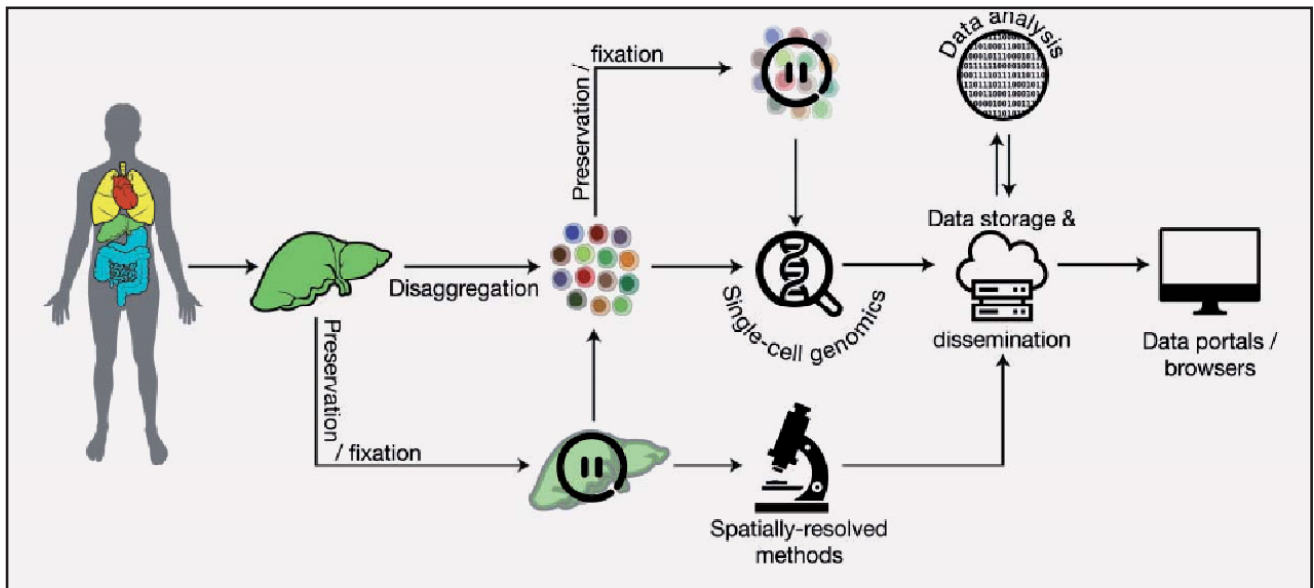 Data analysis
Preservation /
fixation
Disaggregation
Single-cell genomics
Data storage &
dissemination
Data portals /
browsers
Preservation
/ fixation
Spatially-resolved
methods